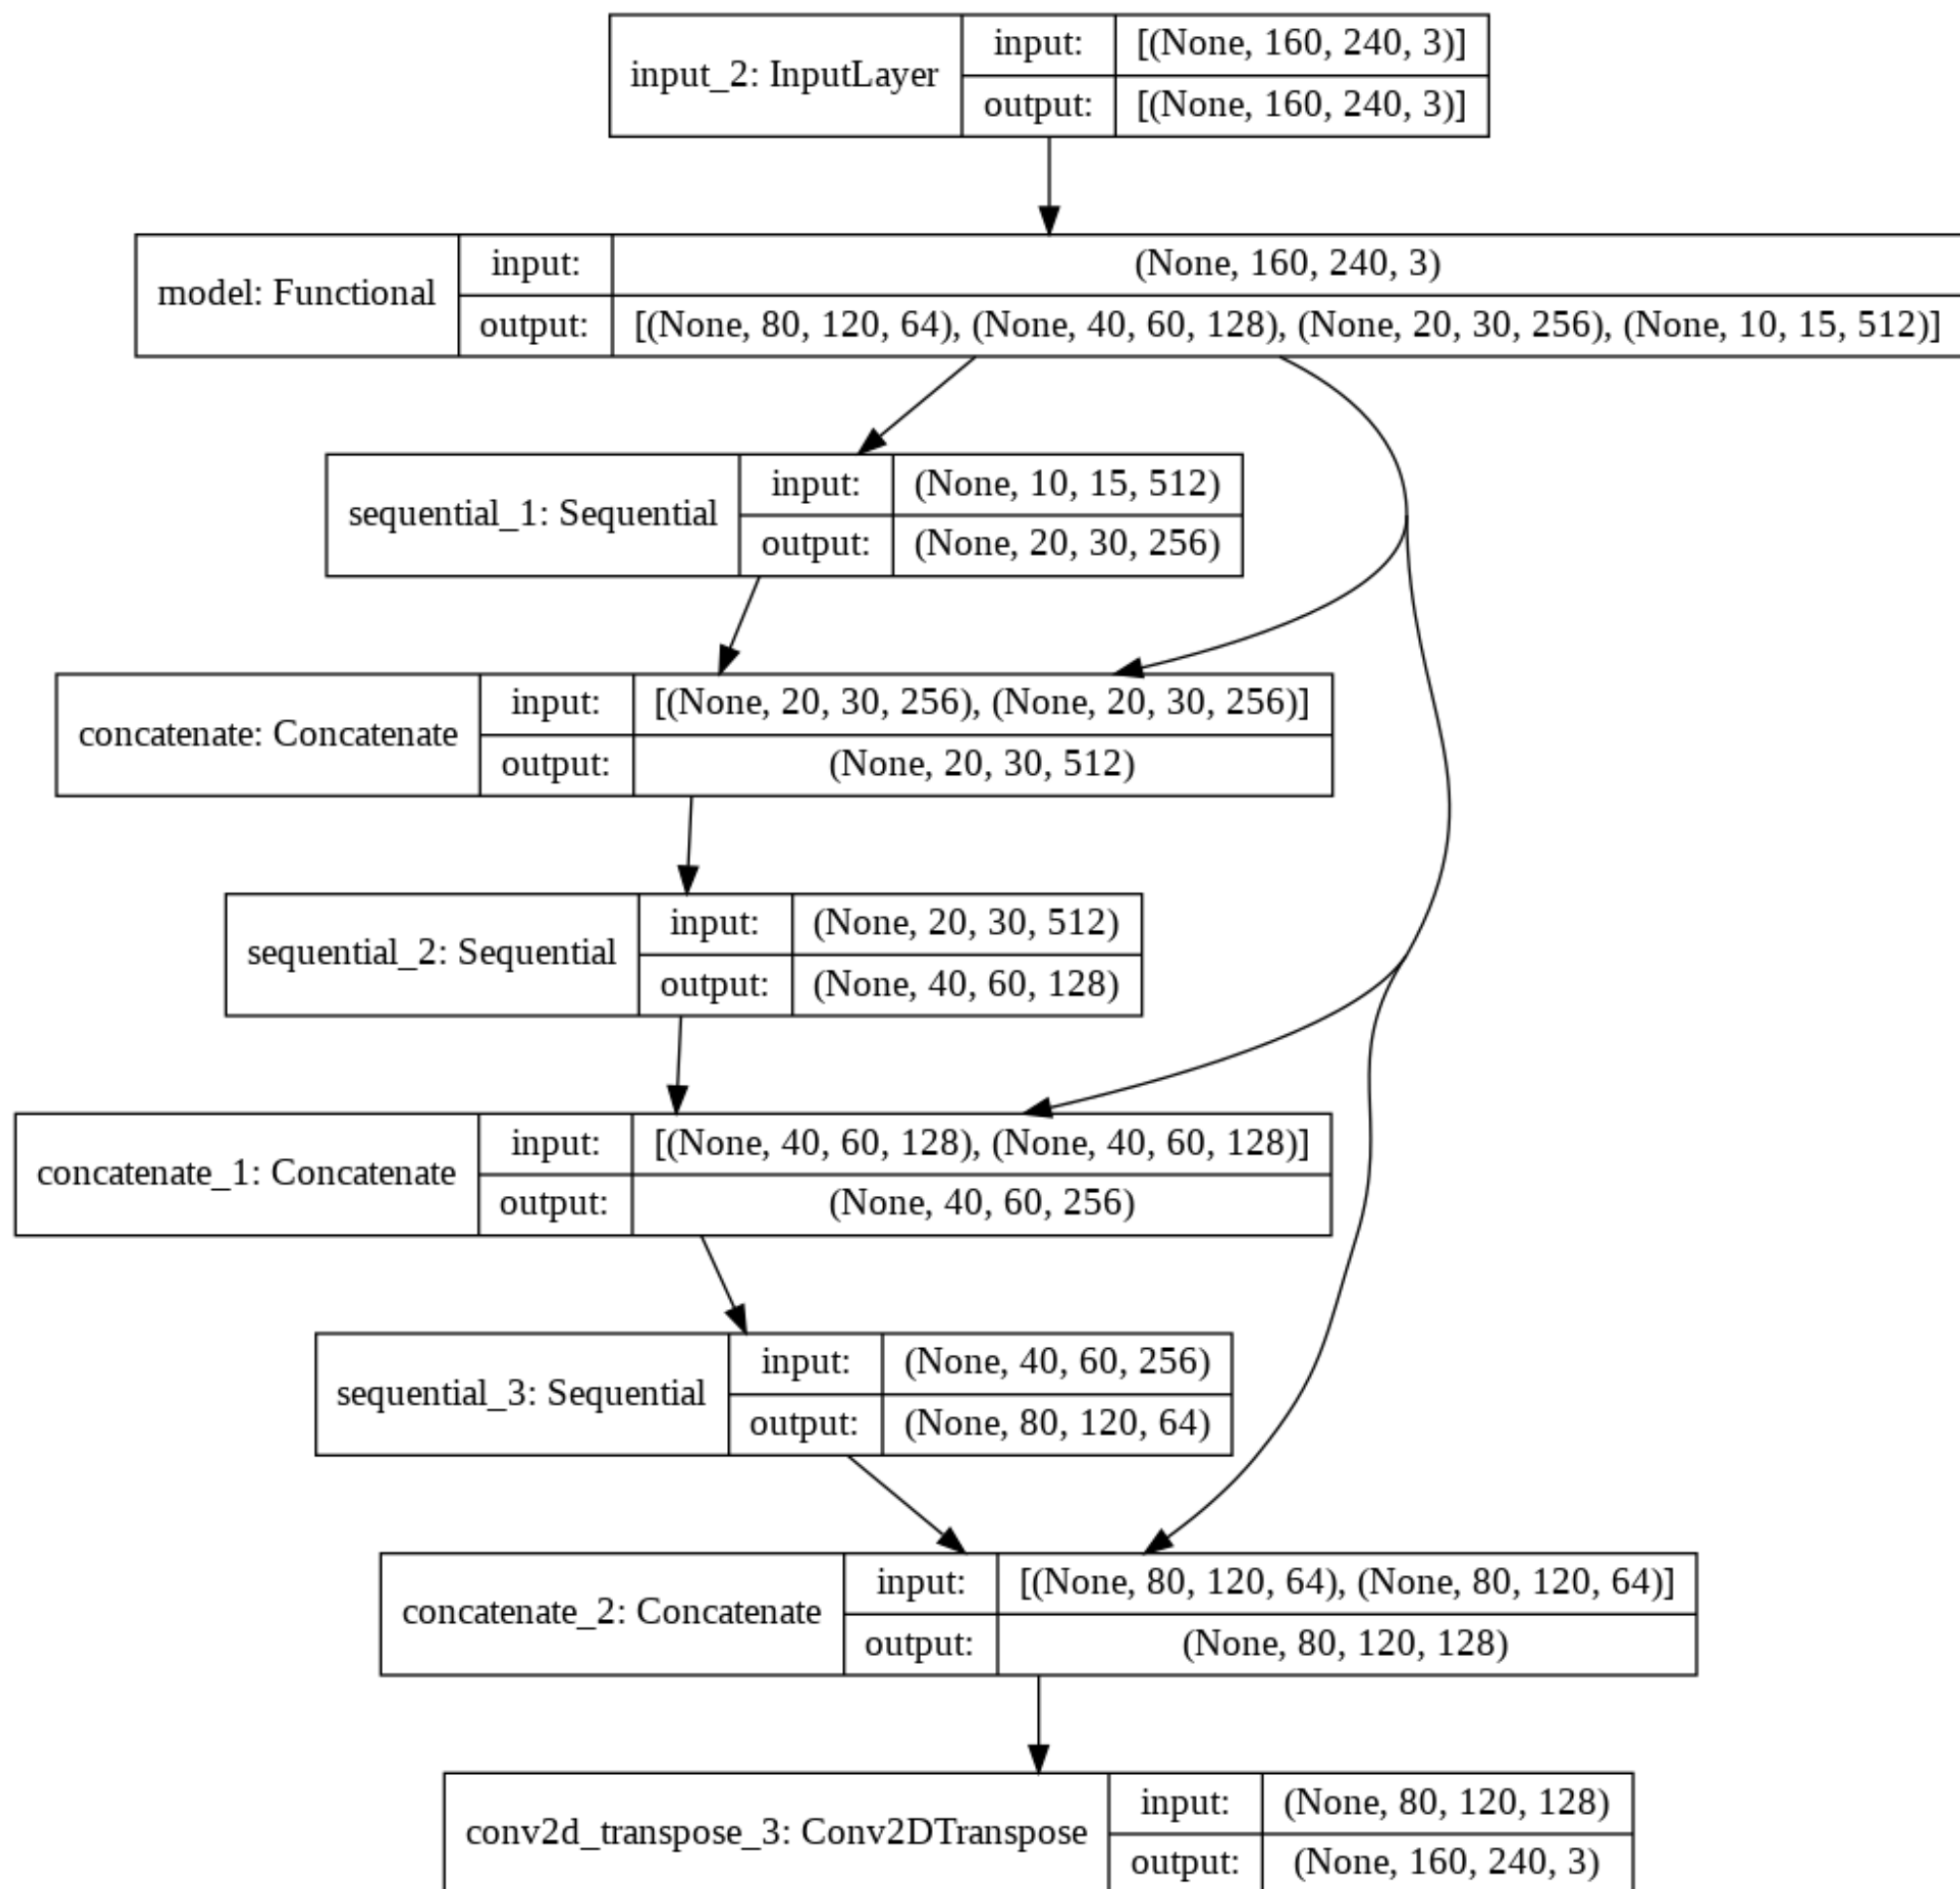 input_2: InputLayer
input:
[(None, 160, 240, 3)]
output:
[(None, 160, 240, 3)]
model: Functional
input:
(None, 160, 240, 3)
output:
[(None, 80, 120, 64), (None, 40, 60, 128), (None, 20, 30, 256), (None, 10, 15, 512)]
sequential_1: Sequential
input:
(None, 10, 15, 512)
output:
(None, 20, 30, 256)
concatenate: Concatenate
input:
[(None, 20, 30, 256), (None, 20, 30, 256)]
output:
(None, 20, 30, 512)
sequential_2: Sequential
input:
(None, 20, 30, 512)
output:
(None, 40, 60, 128)
concatenate_1: Concatenate
input:
[(None, 40, 60, 128), (None, 40, 60, 128)]
output:
(None, 40, 60, 256)
sequential_3: Sequential
input:
(None, 40, 60, 256)
output:
(None, 80, 120, 64)
concatenate_2: Concatenate
input:
[(None, 80, 120, 64), (None, 80, 120, 64)]
output:
(None, 80, 120, 128)
conv2d_transpose_3: Conv2DTranspose
input:
(None, 80, 120, 128)
output:
(None, 160, 240, 3)